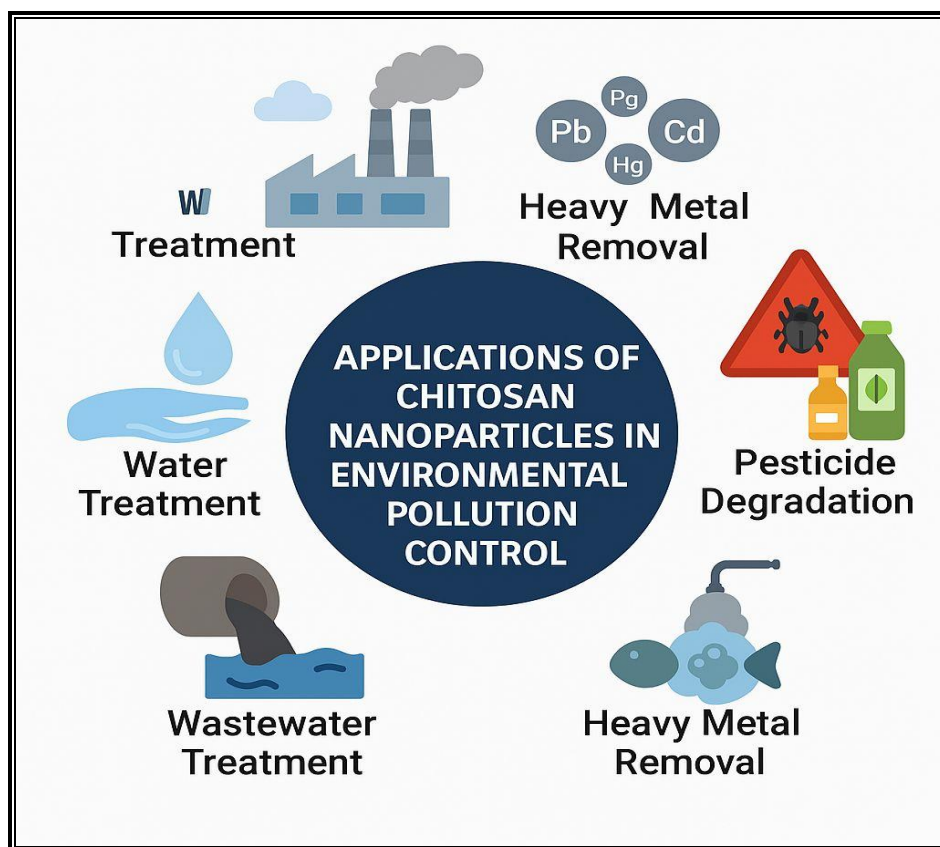 W
Treatment
Pg
Pb
Cd
Hg
Heavy Metal
Removal
APPLICATIONS OF
CHITOSAN
NANOPARTICLES IN
ENVIRONMENTAL
POLLUTION
CONTROL
Water
Treatment
Pesticide
Degradation
Wastewater
Treatment
Heavy Metal
Removal